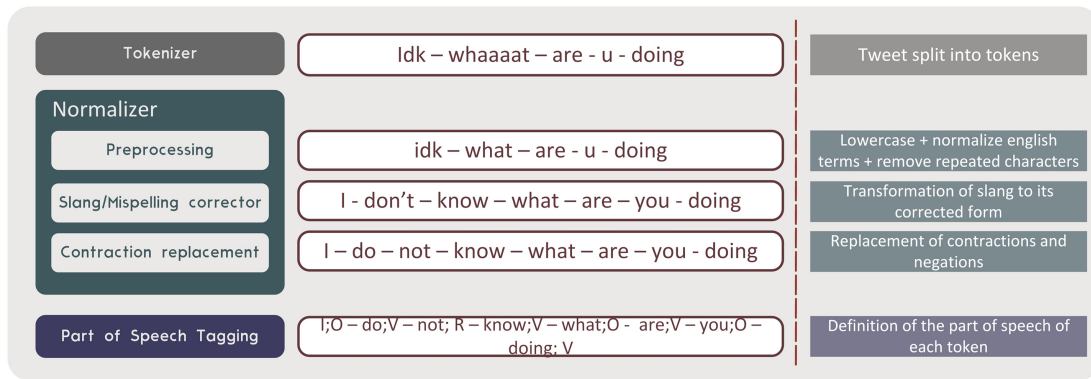 Tokenizer
Idk – whaaaat – are - u - doing
Tweet split into tokens
Normalizer
Preprocessing
idk – what – are - u - doing
Lowercase + normalize english
terms + remove repeated characters
Slang/Mispelling corrector
I - don't – know – what – are – you - doing
Transformation of slang to its
corrected form
Contraction replacement
I – do – not – know – what – are – you - doing
Replacement of contractions and
negations
Part of Speech Tagging
I;O – do;V – not; R – know;V – what;O - are;V – you;O –
doing; V
Definition of the part of speech of
each token